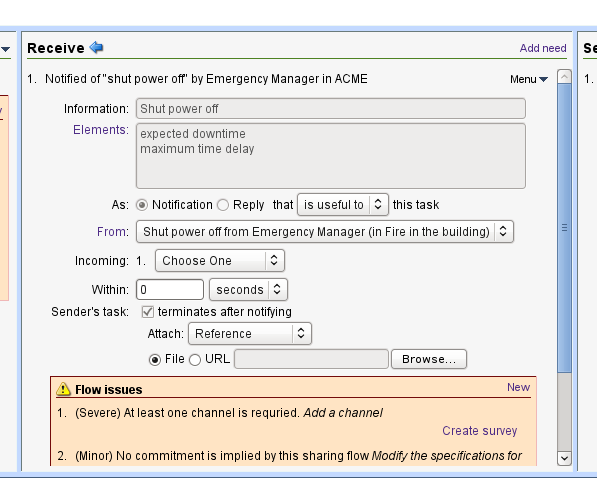 Receive
Add need
Se
1. Notified of "shut power off" by Emergency Manager in ACME
Menu
1.
Information: Shut power off
Elements: expected downtime
maximum time delay
As: Notification Reply that is useful to this task
From: Shut power off from Emergency Manager (in Fire in the building)
Incoming: 1. Choose One
Within: 0 seconds
Sender's task: terminates after notifying
Attach: Reference
File URL Browse...
Flow issues
New
1. (Severe) At least one channel is requried. Add a channel
Create survey
2. (Minor) No commitment is implied by this sharing flow Modify the specifications for